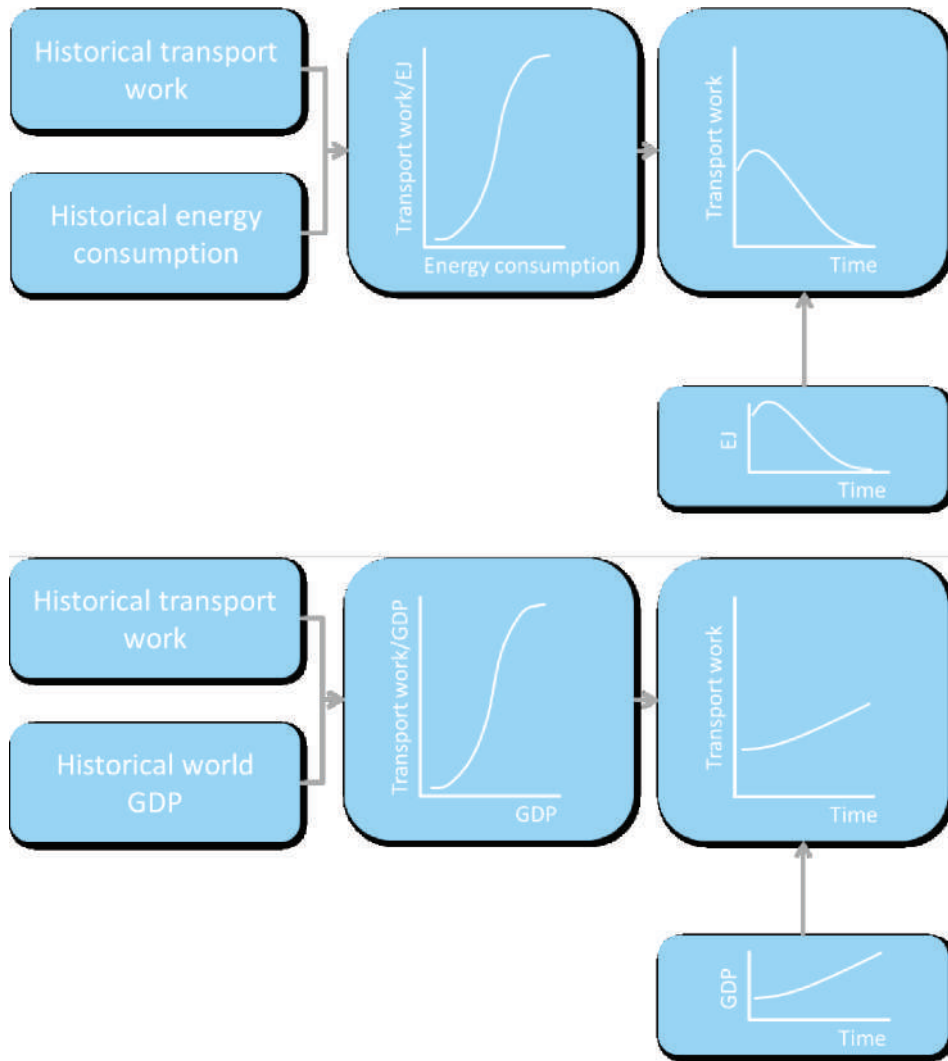 Historical transport
work
Historical energy
consumption
Transport work/EJ
Energy consumption
Transport work
Time
EJ
Time
Historical transport
work
Historical world
GDP
Transport work/GDP
GDP
Transport work
Time
GDP
Time